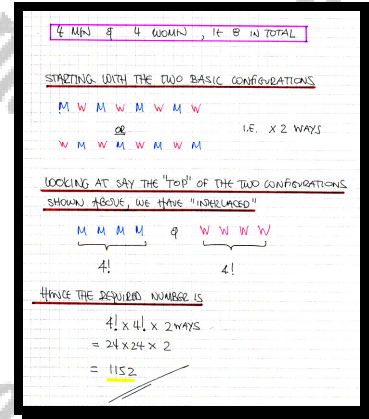 4 MEN & 4 WOMEN, IE 8 IN TOTAL
STARTING WITH THE TWO BASIC CONFIGURATIONS
M W M W M W M W
OR
I.E. × 2 WAYS
W M W M W M W M
LOOKING AT SAY THE "TOP" OF THE TWO CONFIGURATIONS
SHOWN ABOVE, WE HAVE "INTERLACED"
M M M M & W W W W
4! 4!
HENCE THE REQUIRED NUMBER IS
4! × 4! × 2 WAYS
= 24 × 24 × 2
= 1152